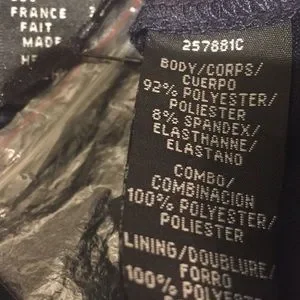 FRANCE
FAIT
MADE
257881C
BODY/CORPS/
CUERPO
92% POLYESTER/
POLIESTER
8% SPANDEX/
ELASTHANNE/
ELASTANO
COMBO/
COMBINACION
100% POLYESTER/
POLIESTER
LINING/DOUBLURE/
FORRO
100% POLYESTER/